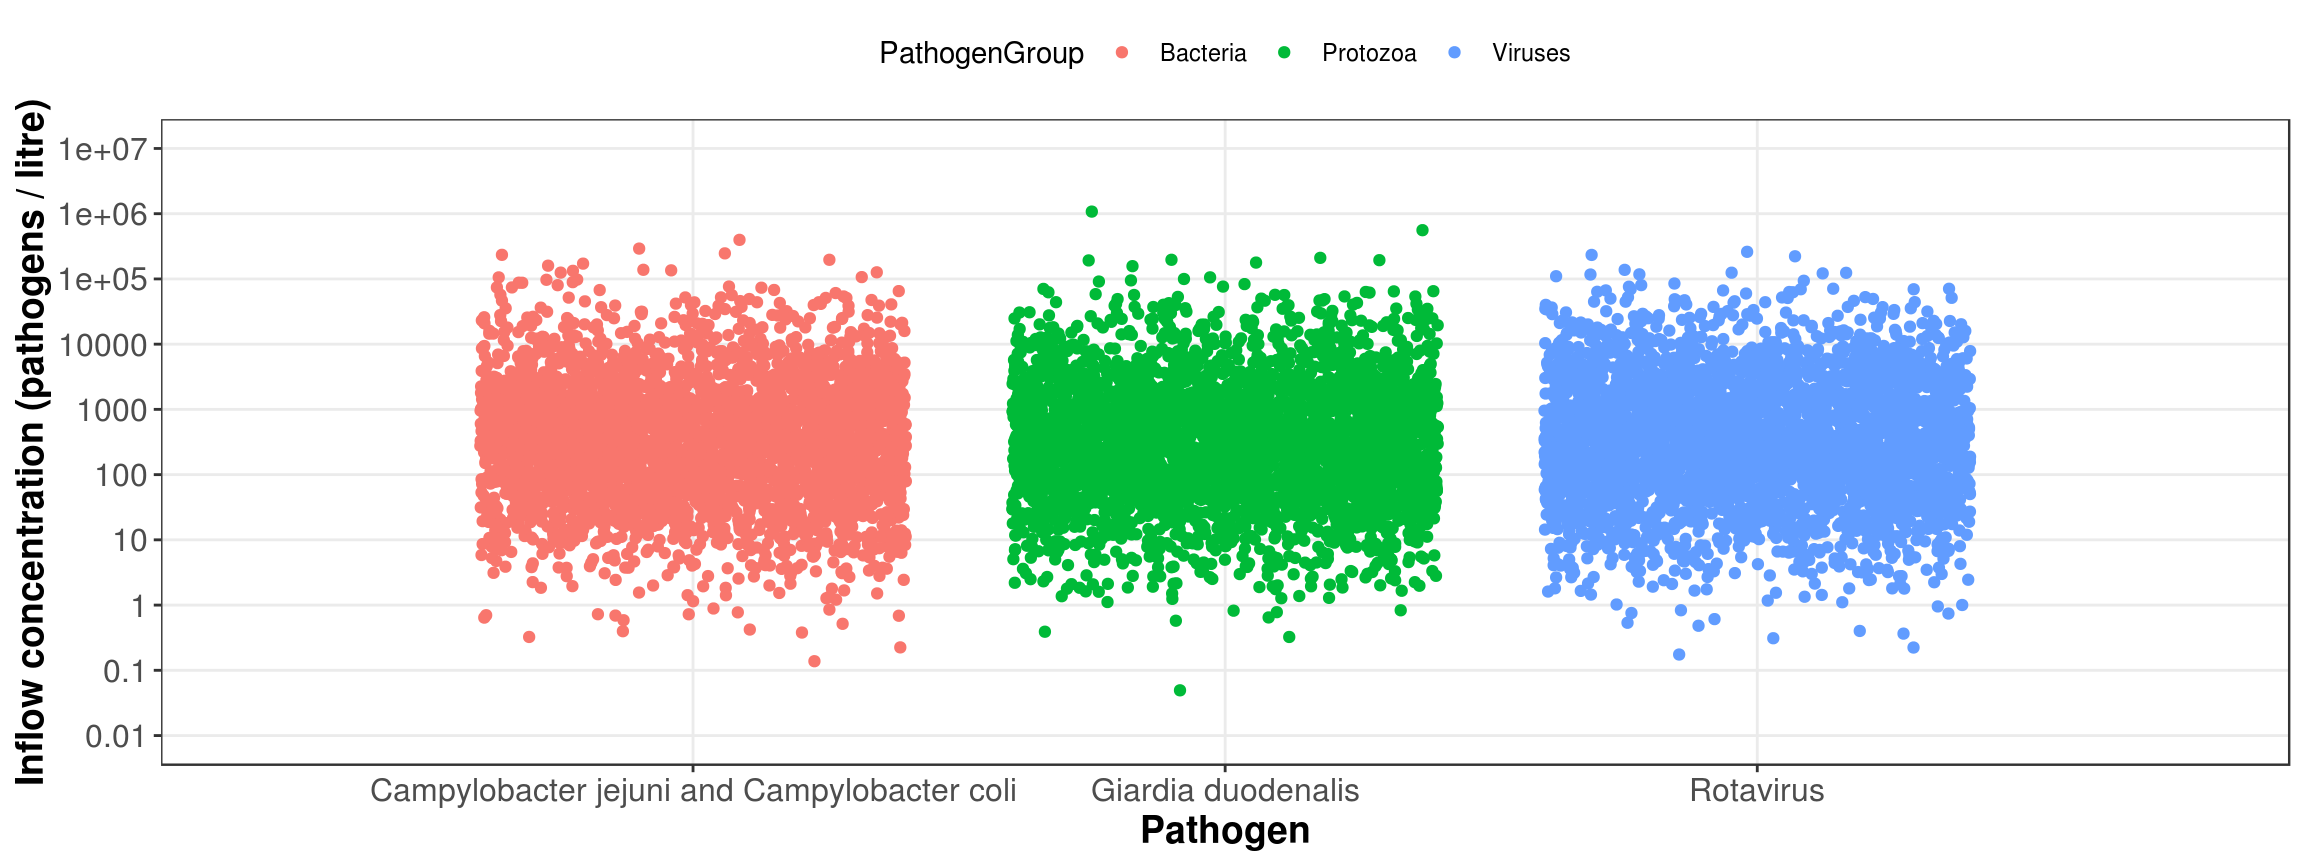 PathogenGroup Bacteria Protozoa Viruses
Inflow concentration (pathogens / litre)
1e+07
1e+06
1e+05
10000
1000
100
10
1
0.1
0.01
Campylobacter jejuni and Campylobacter coli Giardia duodenalis Rotavirus
Pathogen